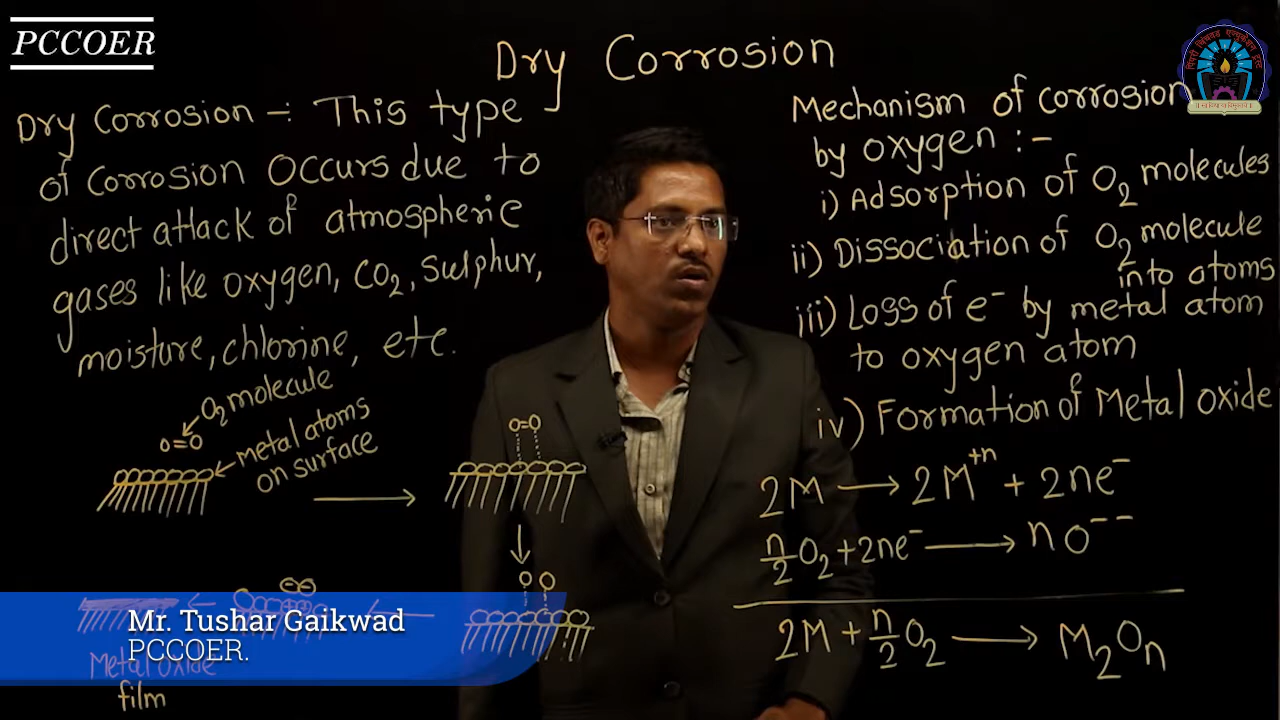 PCCOER
Dry Corrosion
Dry Corrosion :- This type
of corrosion occurs due to
direct attack of atmospheric
gases like oxygen, CO2, Sulphur,
moisture, chlorine, etc.
O2 molecule
O=O
metal atoms
on surface
O=O
Metal oxide
film
Mechanism of corrosion
by oxygen :-
i) Adsorption of O2 molecules
ii) Dissociation of O2 molecule
into atoms
iii) Loss of e⁻ by metal atom
to oxygen atom
iv) Formation of Metal oxide
2M → 2M⁺ⁿ + 2ne⁻
n/2 O2 + 2ne⁻ → n O⁻⁻
2M + n/2 O2 → M2On
Mr. Tushar Gaikwad
PCCOER.